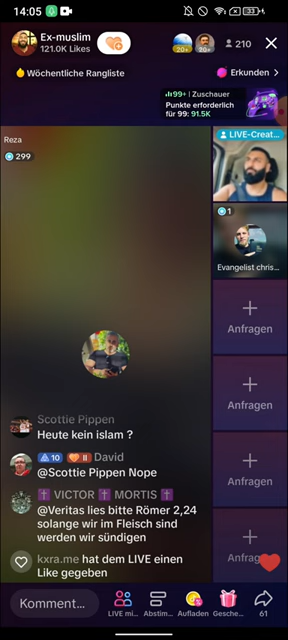 14:05
33
Ex-muslim
121.0K Likes
20+
20+
210
Wöchentliche Rangliste
Erkunden >
99+ | Zuschauer
Punkte erforderlich
für 99: 91.5K
Reza
299
LIVE-Creat...
1
Evangelist chris...
Anfragen
Anfragen
Anfragen
Anfragen
Scottie Pippen
Heute kein islam ?
10 II David
@Scottie Pippen Nope
VICTOR MORTIS
@Veritas lies bitte Römer 2,24
solange wir im Fleisch sind
werden wir sündigen
kxra.mi... hat dem LIVE einen
Like gegeben
Komment...
LIVE mi...
Abstim...
Aufladen
Gesche...
61